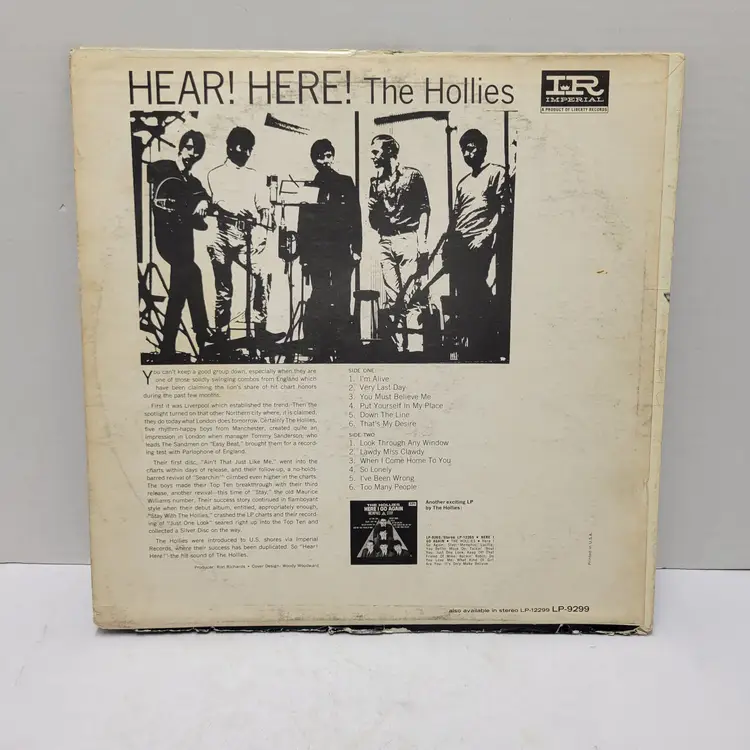 HEAR! HERE! The Hollies
IR
IMPERIAL
A PRODUCT OF LIBERTY RECORDS
You can't keep a good group down, especially when they are
one of those solidly swinging combos from England which
have been claiming the lion's share of hit chart honors
during the past few months.
First it was Liverpool which established the trend. Then the
spotlight turned on that other Northern city where, it is claimed,
they do today what London does tomorrow. Certainly The Hollies,
five rhythm-happy boys from Manchester, created quite an
impression in London when manager Tommy Sanderson, who
leads The Sandmen on "Easy Beat," brought them for a record-
ing test with Parlophone of England.
Their first disc, "Ain't That Just Like Me," went into the
charts within days of release, and their follow-up, a no-holds-
barred revival of "Searchin'" climbed even higher in the charts.
The boys made their Top Ten breakthrough with their third
release, another revival—this time of "Stay," the old Maurice
Williams number. Their success story continued in flamboyant
style when their debut album, entitled, appropriately enough,
"Stay With The Hollies," crashed the LP charts and their record-
ing of "Just One Look" seared right up into the Top Ten and
collected a Silver Disc on the way.
The Hollies were introduced to U.S. shores via Imperial
Records, where their success has been duplicated. So "Hear!
Here!" the hit sound of The Hollies.
Producer: Ron Richards • Cover Design: Woody Woodward
SIDE ONE
1. I'm Alive
2. Very Last Day
3. You Must Believe Me
4. Put Yourself In My Place
5. Down The Line
6. That's My Desire
SIDE TWO
1. Look Through Any Window
2. Lawdy Miss Clawdy
3. When I Come Home To You
4. So Lonely
5. I've Been Wrong
6. Too Many People
THE HOLLIES
HERE I GO AGAIN
Another exciting LP
by The Hollies:
Printed in U.S.A.
also available in stereo LP-12299 LP-9299